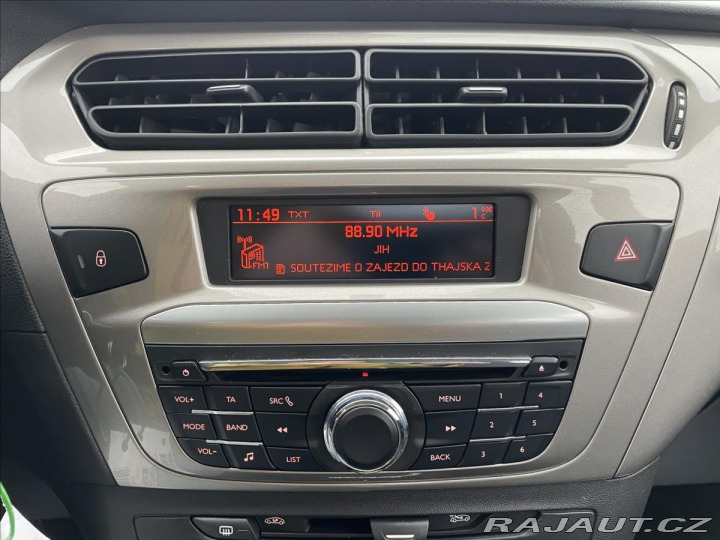 11:49 TXT TA 1
88.90 MHz
JIH
FM1
SOUTEZIME O ZAJEZD DO THAJSKA Z
VOL+ TA SRC MENU 1 4
MODE BAND 2 5
VOL- LIST BACK 3 6
RAJAUT.CZ